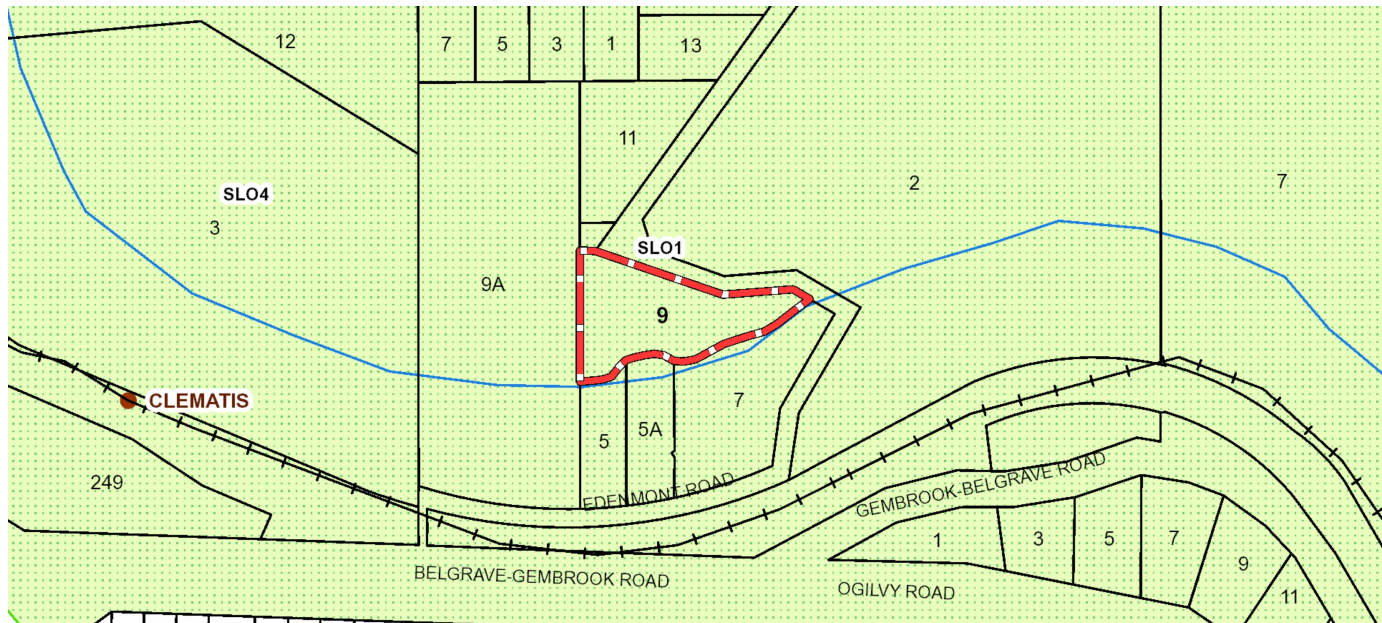 12
7
5
3
1
13
11
SLO4
3
2
7
SLO1
9A
9
CLEMATIS
7
5
5A
249
EDENMONT ROAD
GEMBROOK-BELGRAVE ROAD
1
3
5
7
9
11
BELGRAVE-GEMBROOK ROAD
OGILVY ROAD